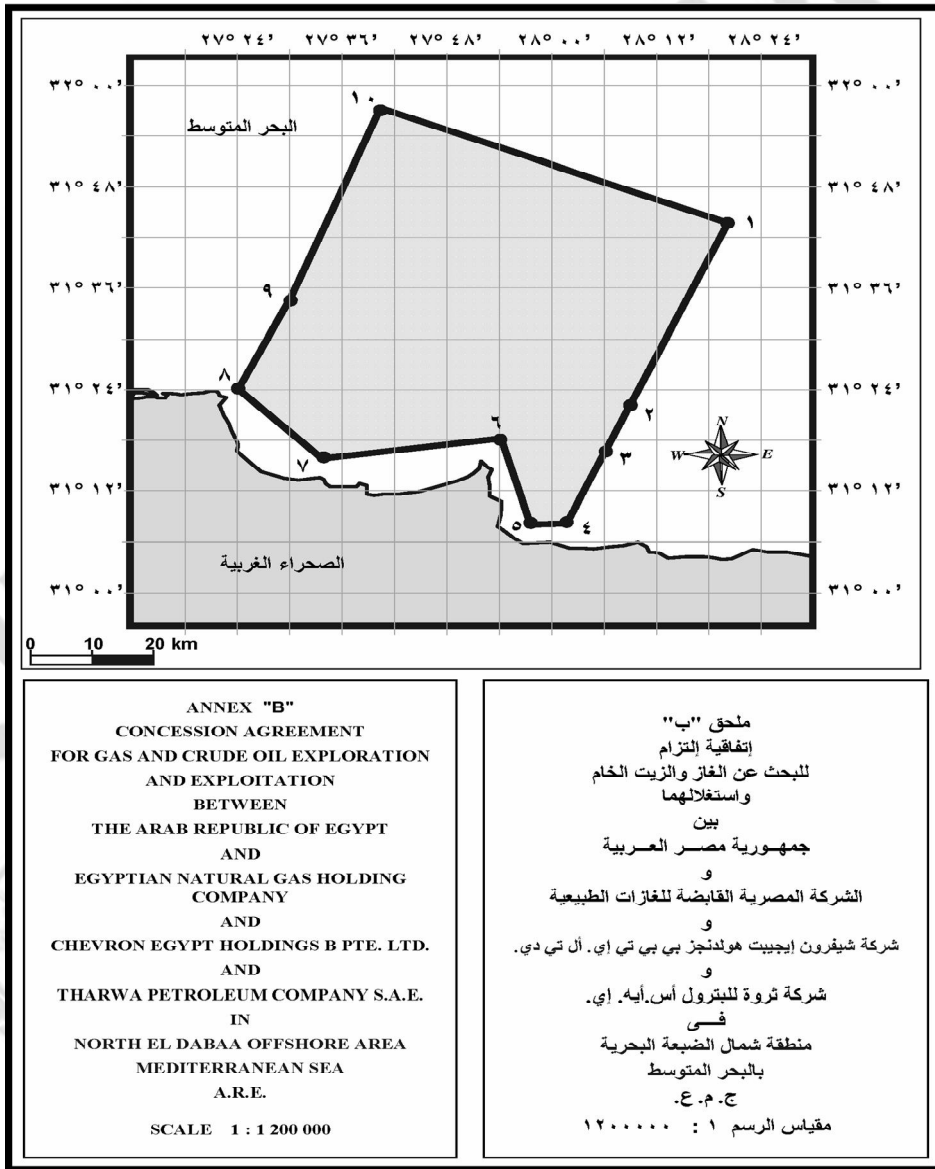 ٢٧° ٢٤' ٢٧° ٣٦' ٢٧° ٤٨' ٢٨° ٠٠' ٢٨° ١٢' ٢٨° ٢٤'
٣٢° ٠٠' ٣٢° ٠٠'
١٠
البحر المتوسط
٣١° ٤٨' ٣١° ٤٨'
١
٣١° ٣٦' ٣١° ٣٦'
٩
٣١° ٢٤' ٣١° ٢٤'
٨
٢
٦
N
٣
W E
٧
S
٣١° ١٢' ٣١° ١٢'
٥ ٤
الصحراء الغربية
٣١° ٠٠' ٣١° ٠٠'
0 10 20 km
ANNEX "B"
CONCESSION AGREEMENT
FOR GAS AND CRUDE OIL EXPLORATION
AND EXPLOITATION
BETWEEN
THE ARAB REPUBLIC OF EGYPT
AND
EGYPTIAN NATURAL GAS HOLDING
COMPANY
AND
CHEVRON EGYPT HOLDINGS B PTE. LTD.
AND
THARWA PETROLEUM COMPANY S.A.E.
IN
NORTH EL DABAA OFFSHORE AREA
MEDITERRANEAN SEA
A.R.E.
SCALE 1 : 1 200 000
ملحق "ب"
إتفاقية إلتزام
للبحث عن الغاز والزيت الخام
واستغلالهما
بين
جمهــورية مصــر العـــربية
و
الشركة المصرية القابضة للغازات الطبيعية
و
شركة شيفرون إيجيبت هولدنجز بي بي تي إي. أل تي دي.
و
شركة ثروة للبترول أس.أيه. إي.
فـــى
منطقة شمال الضبعة البحرية
بالبحر المتوسط
ج. م. ع.
مقياس الرسم ١ : ١٢٠٠٠٠٠